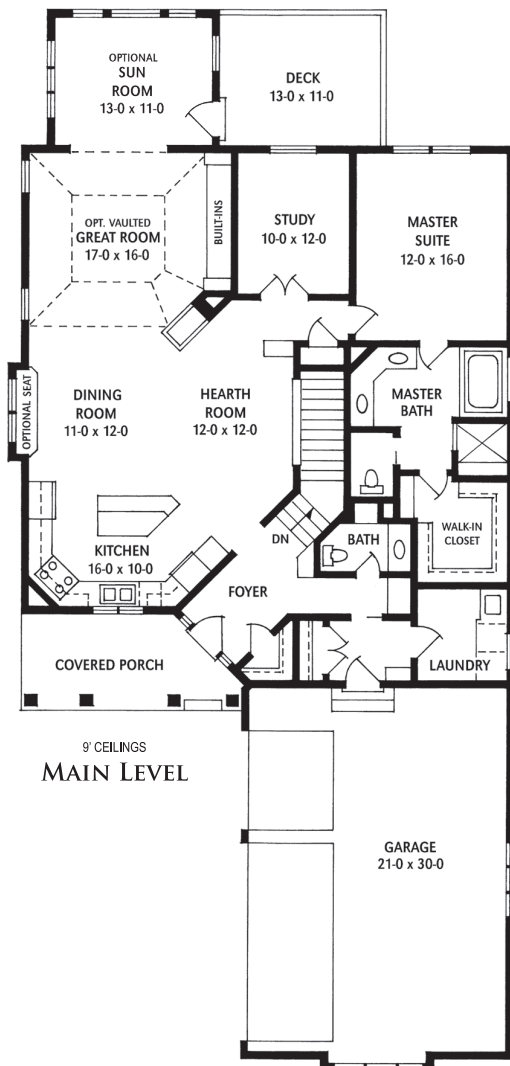 OPTIONAL
SUN
ROOM
13-0 x 11-0
DECK
13-0 x 11-0
OPT. VAULTED
GREAT ROOM
17-0 x 16-0
BUILT-INS
STUDY
10-0 x 12-0
MASTER
SUITE
12-0 x 16-0
OPTIONAL SEAT
DINING
ROOM
11-0 x 12-0
HEARTH
ROOM
12-0 x 12-0
MASTER
BATH
DN
BATH
WALK-IN
CLOSET
KITCHEN
16-0 x 10-0
FOYER
COVERED PORCH
LAUNDRY
9' CEILINGS
MAIN LEVEL
GARAGE
21-0 x 30-0